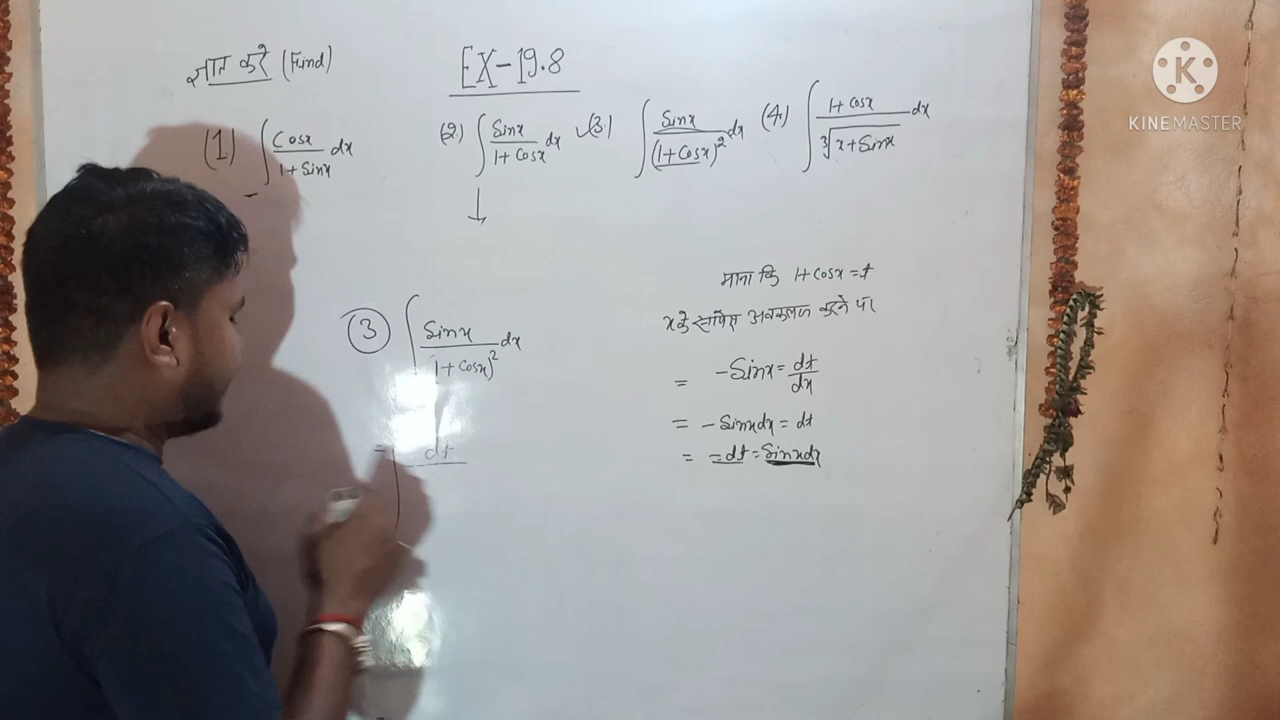 ज्ञात करे (Find) EX-19.8
(1) ∫ Cosx / 1+Sinx dx (2) ∫ Sinx / 1+Cosx dx (3) ∫ Sinx / (1+Cosx)² dx (4) ∫ 1+Cosx / ∛x+Sinx dx
KINEMASTER
माना कि 1+Cosx=t
x के सापेक्ष अवकलन करने पर
③ ∫ Sinx / (1+Cosx)² dx
= -Sinx = dt/dx
= -Sinxdx = dt
= -dt = Sinxdx
= ∫ dt